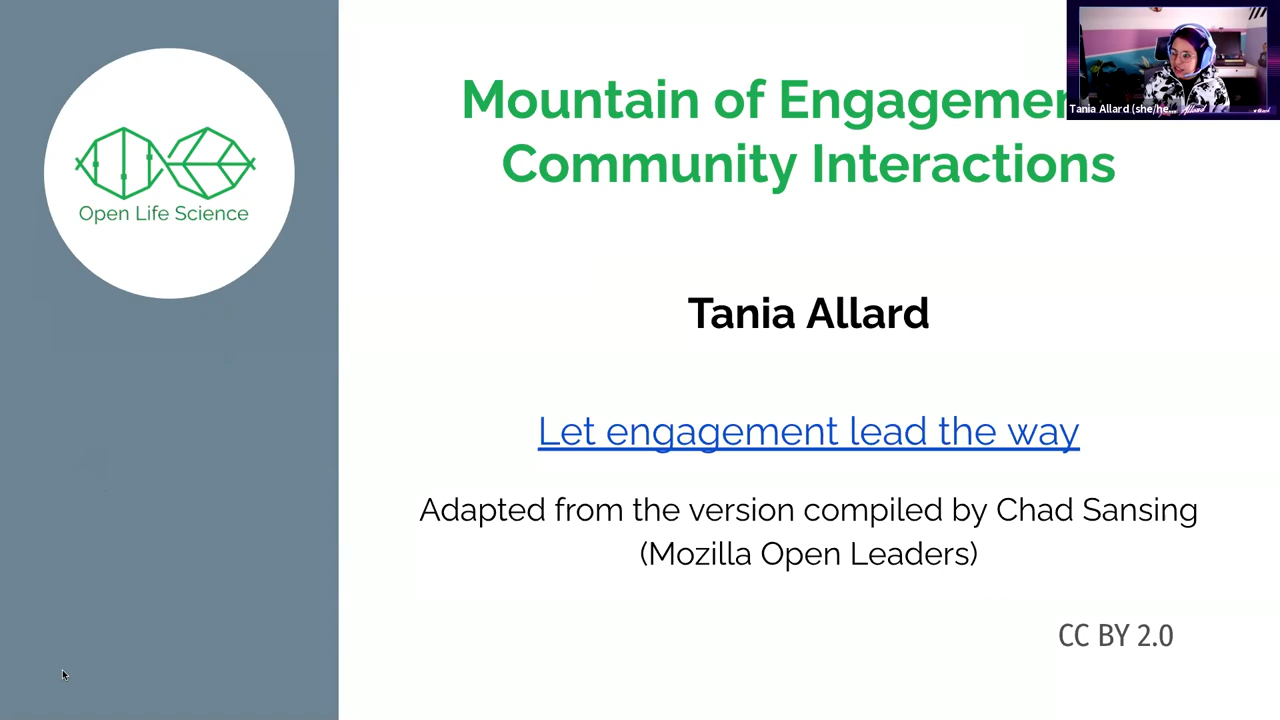 Open Life Science
Mountain of Engagemen
Community Interactions
Tania Allard (she/he...
Tania Allard
Let engagement lead the way
Adapted from the version compiled by Chad Sansing
(Mozilla Open Leaders)
CC BY 2.0